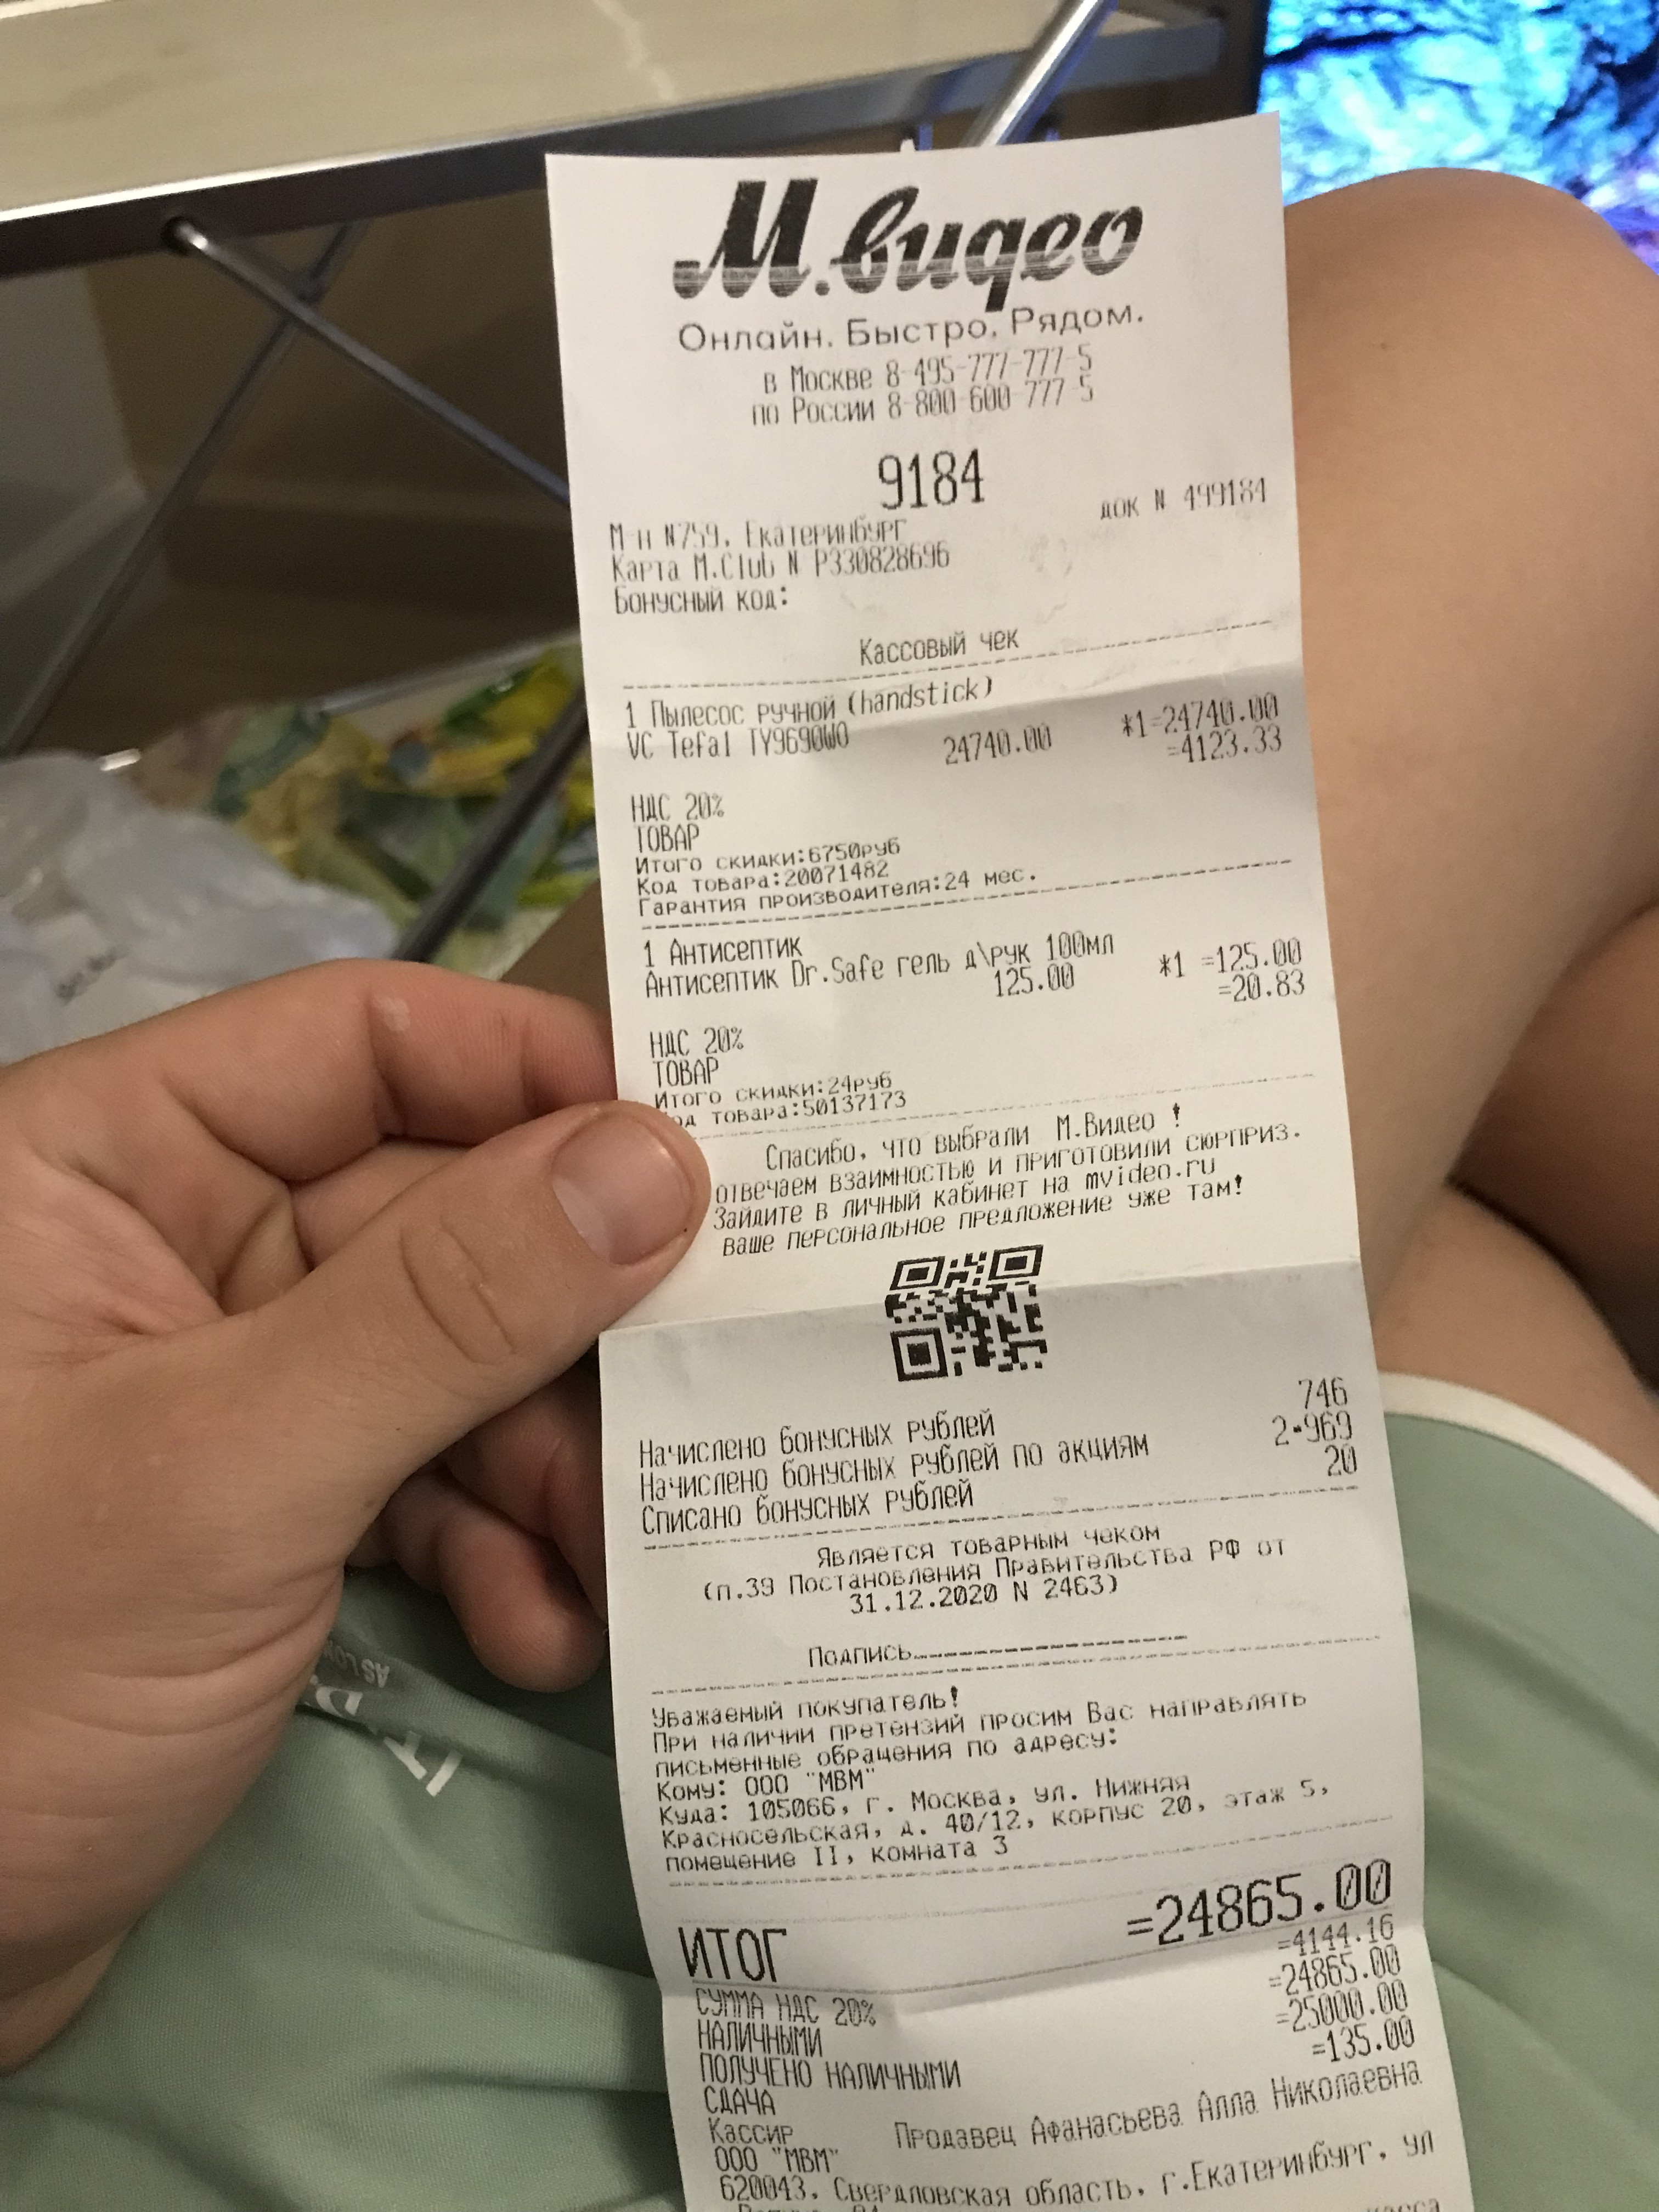 М.видео
Онлайн. Быстро. Рядом.
в Москве 8-495-777-777-5
по России 8-800-600-777-5
9184
док N 499184
М-н N759, Екатеринбург
Карта M.Club N P330828696
Бонусный код:
Кассовый чек
1 Пылесос ручной (handstick)
VC Tefal TY9690WO
24740.00 *1=24740.00
=4123.33
НДС 20%
ТОВАР
Итого скидки:6750руб
Код товара:20071482
Гарантия производителя:24 мес.
1 Антисептик
Антисептик Dr.Safe гель д\рук 100мл
125.00 *1 =125.00
=20.83
НДС 20%
ТОВАР
Итого скидки:24руб
од товара:50137173
Спасибо, что выбрали М.Видео !
отвечаем взаимностью и приготовили сюрприз.
Зайдите в личный кабинет на mvideo.ru
ваше персональное предложение уже там!
Начислено бонусных рублей 746
Начислено бонусных рублей по акциям 2-969
Списано бонусных рублей 20
Является товарным чеком
(п.39 Постановления Правительства РФ от
31.12.2020 N 2463)
Подпись
Уважаемый покупатель!
При наличии претензий просим Вас направлять
письменные обращения по адресу:
Кому: ООО "МВМ"
Куда: 105066, г. Москва, ул. Нижняя
Красносельская, д. 40/12, корпус 20, этаж 5,
помещение II, комната 3
ИТОГ =24865.00
СУММА НДС 20% =4144.16
НАЛИЧНЫМИ =24865.00
ПОЛУЧЕНО НАЛИЧНЫМИ =25000.00
СДАЧА =135.00
Кассир Продавец Афанасьева Алла Николаевна
ООО "МВМ"
620043, Свердловская область, г.Екатеринбург, ул
касса